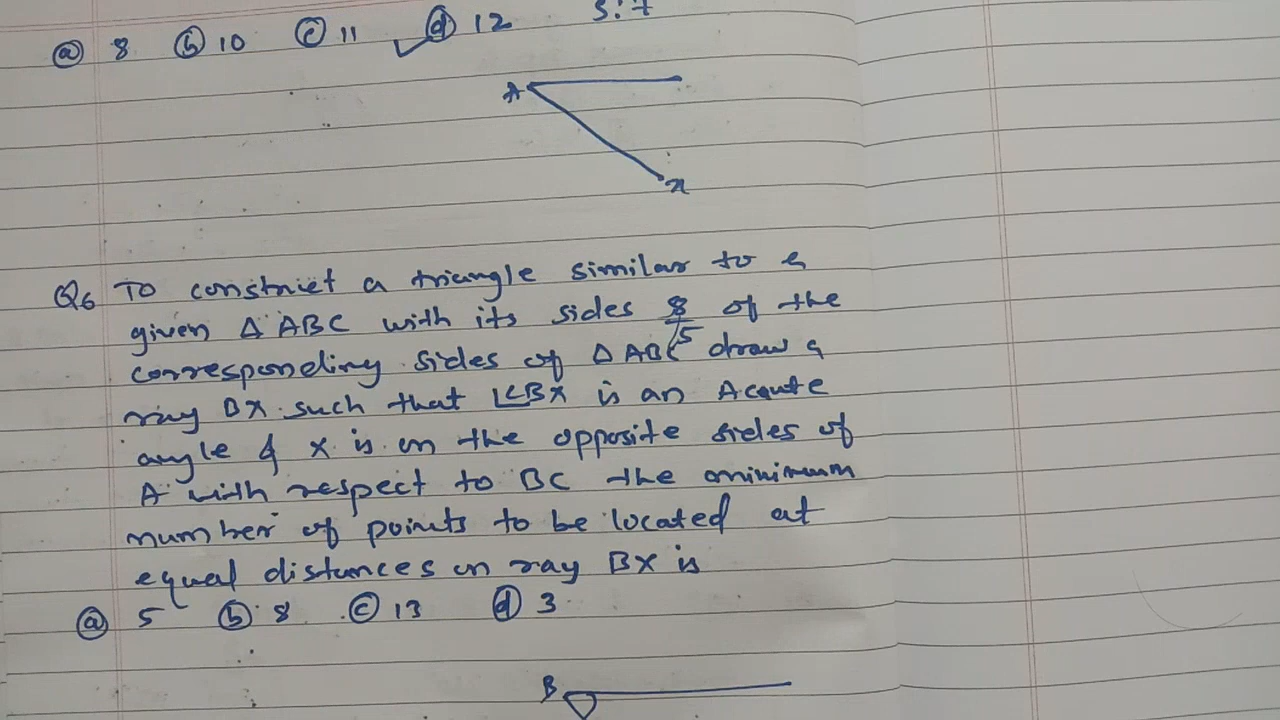 ⓐ 8 ⓑ 10 ⓒ 11 ✓ⓓ 12 5:7
A
x
Q6 To constriet a triangle similar to a
given Δ ABC with its sides 8/5 of the
corresponding sides of Δ ABC draw a
ray BX such that ∠CBX is an Acaute
angle & x is on the opposite sides of
A with respect to BC the minimum
number of points to be located at
equal distances on ray BX is
ⓐ 5 ⓑ 8 ⓒ 13 ⓓ 3
B